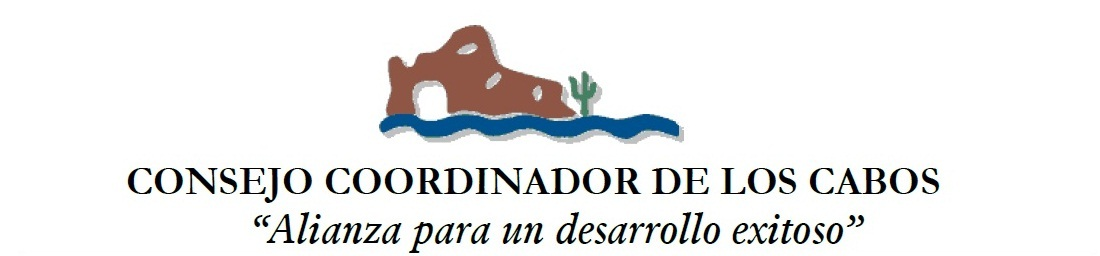 CONSEJO COORDINADOR DE LOS CABOS
“Alianza para un desarrollo exitoso”